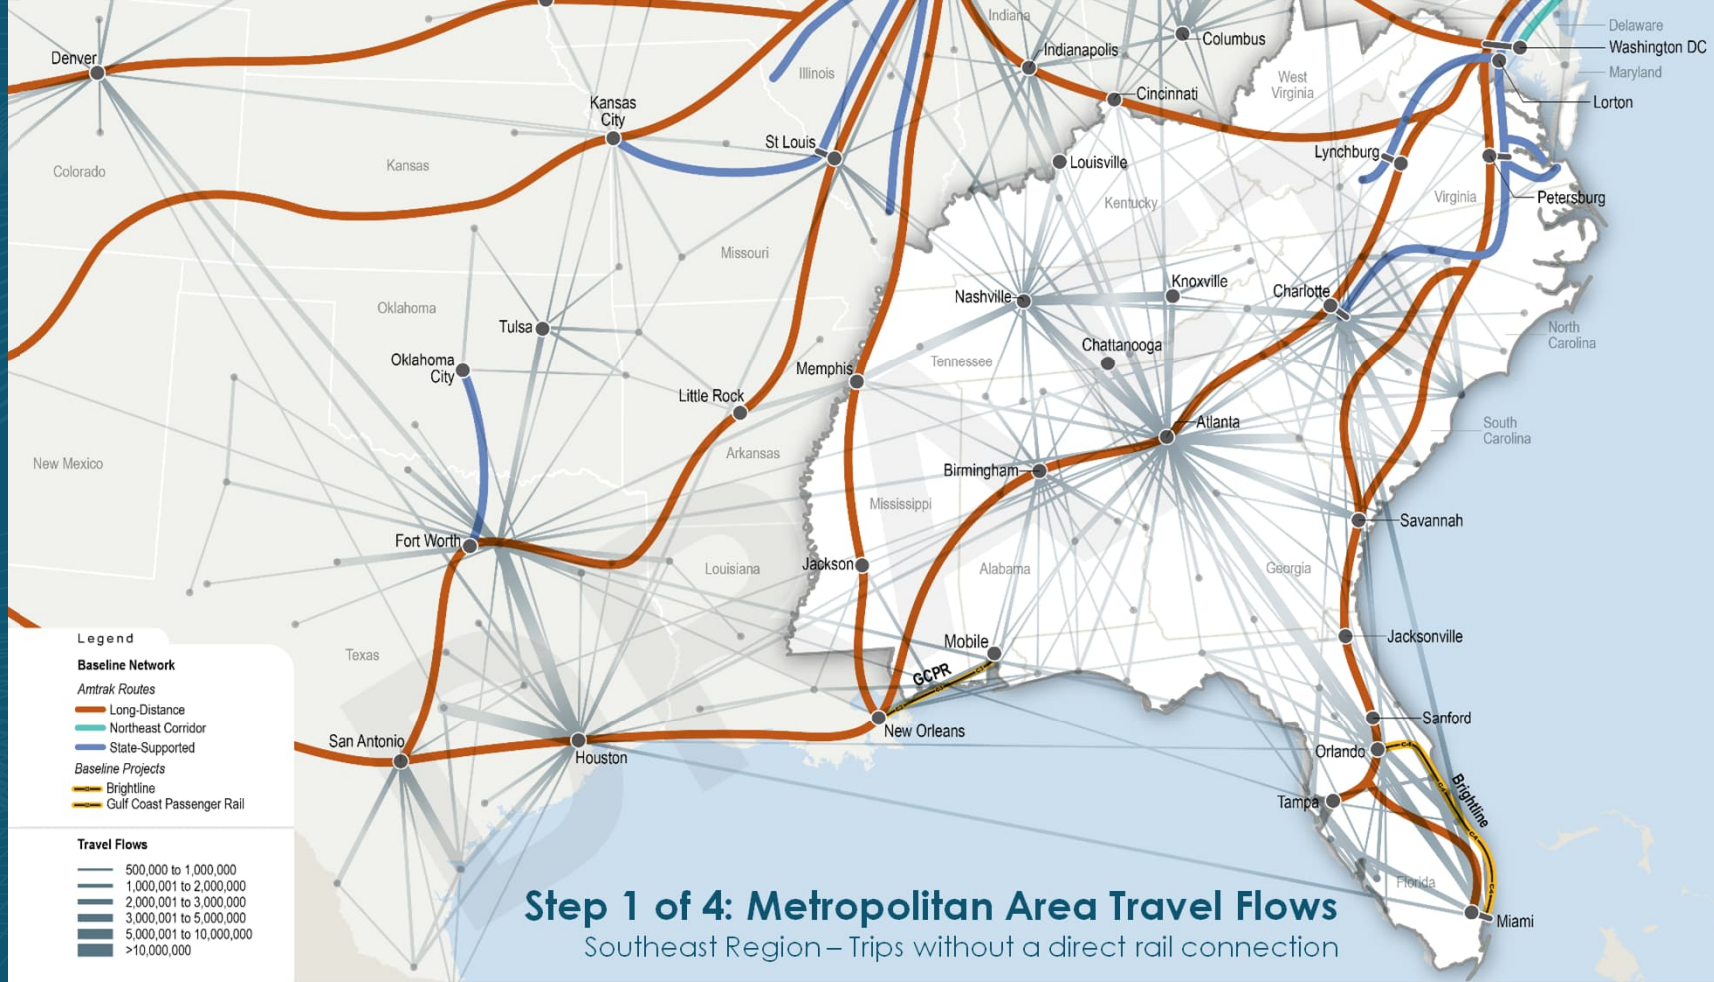 Indiana
Delaware
Washington DC
Maryland
Lorton
Denver
Columbus
Indianapolis
Illinois
West
Virginia
Cincinnati
Kansas
City
St Louis
Lynchburg
Louisville
Colorado
Kansas
Kentucky
Virginia
Petersburg
Missouri
Knoxville
Nashville
Charlotte
Oklahoma
Tulsa
North
Carolina
Chattanooga
Tennessee
Oklahoma
City
Memphis
Little Rock
Atlanta
South
Carolina
Arkansas
New Mexico
Birmingham
Mississippi
Savannah
Fort Worth
Jackson
Louisiana
Alabama
Georgia
Jacksonville
Mobile
GCPR
Texas
Sanford
New Orleans
San Antonio
Houston
Orlando
Brightline
Tampa
Florida
Miami
Legend
Baseline Network
Amtrak Routes
Long-Distance
Northeast Corridor
State-Supported
Baseline Projects
Brightline
Gulf Coast Passenger Rail
Travel Flows
500,000 to 1,000,000
1,000,001 to 2,000,000
2,000,001 to 3,000,000
3,000,001 to 5,000,000
5,000,001 to 10,000,000
>10,000,000
Step 1 of 4: Metropolitan Area Travel Flows
Southeast Region – Trips without a direct rail connection
DRAFT